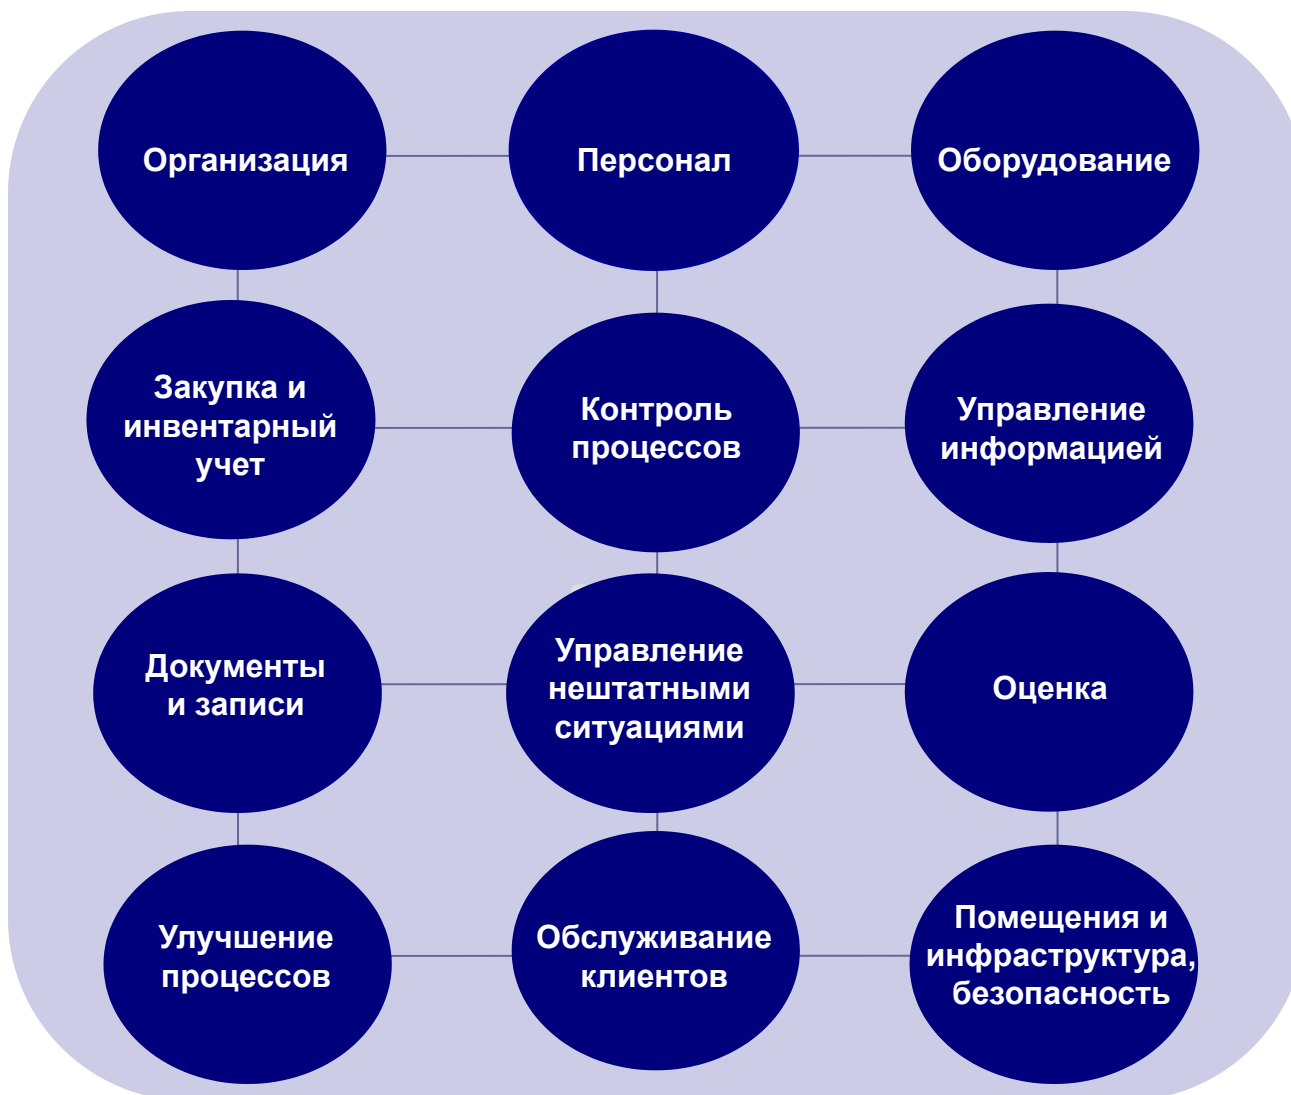 Организация
Персонал
Оборудование
Закупка и
инвентарный
учет
Контроль
процессов
Управление
информацией
Документы
и записи
Управление
нештатными
ситуациями
Оценка
Улучшение
процессов
Обслуживание
клиентов
Помещения и
инфраструктура,
безопасность